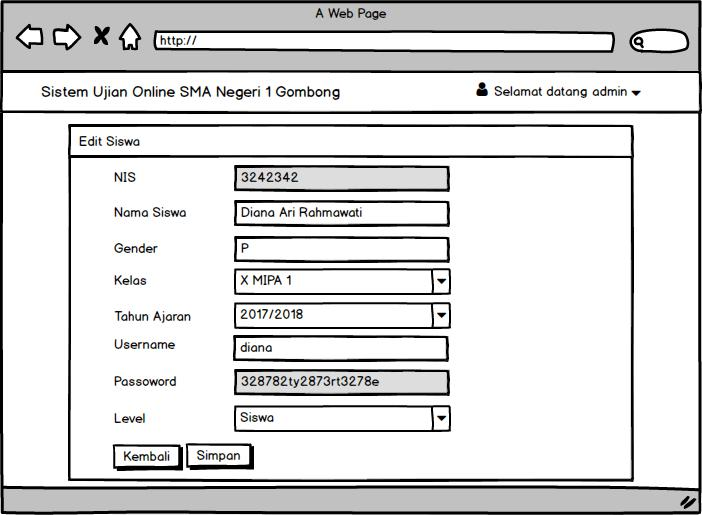 A Web Page
http://
Sistem Ujian Online SMA Negeri 1 Gombong
Selamat datang admin
Edit Siswa
NIS 3242342
Nama Siswa Diana Ari Rahmawati
Gender P
Kelas X MIPA 1
Tahun Ajaran 2017/2018
Username diana
Passoword 328782ty2873rt3278e
Level Siswa
Kembali Simpan